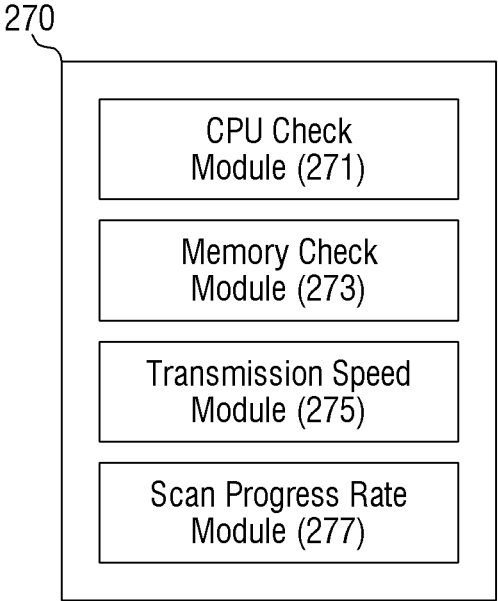 270
CPU Check
Module (271)
Memory Check
Module (273)
Transmission Speed
Module (275)
Scan Progress Rate
Module (277)